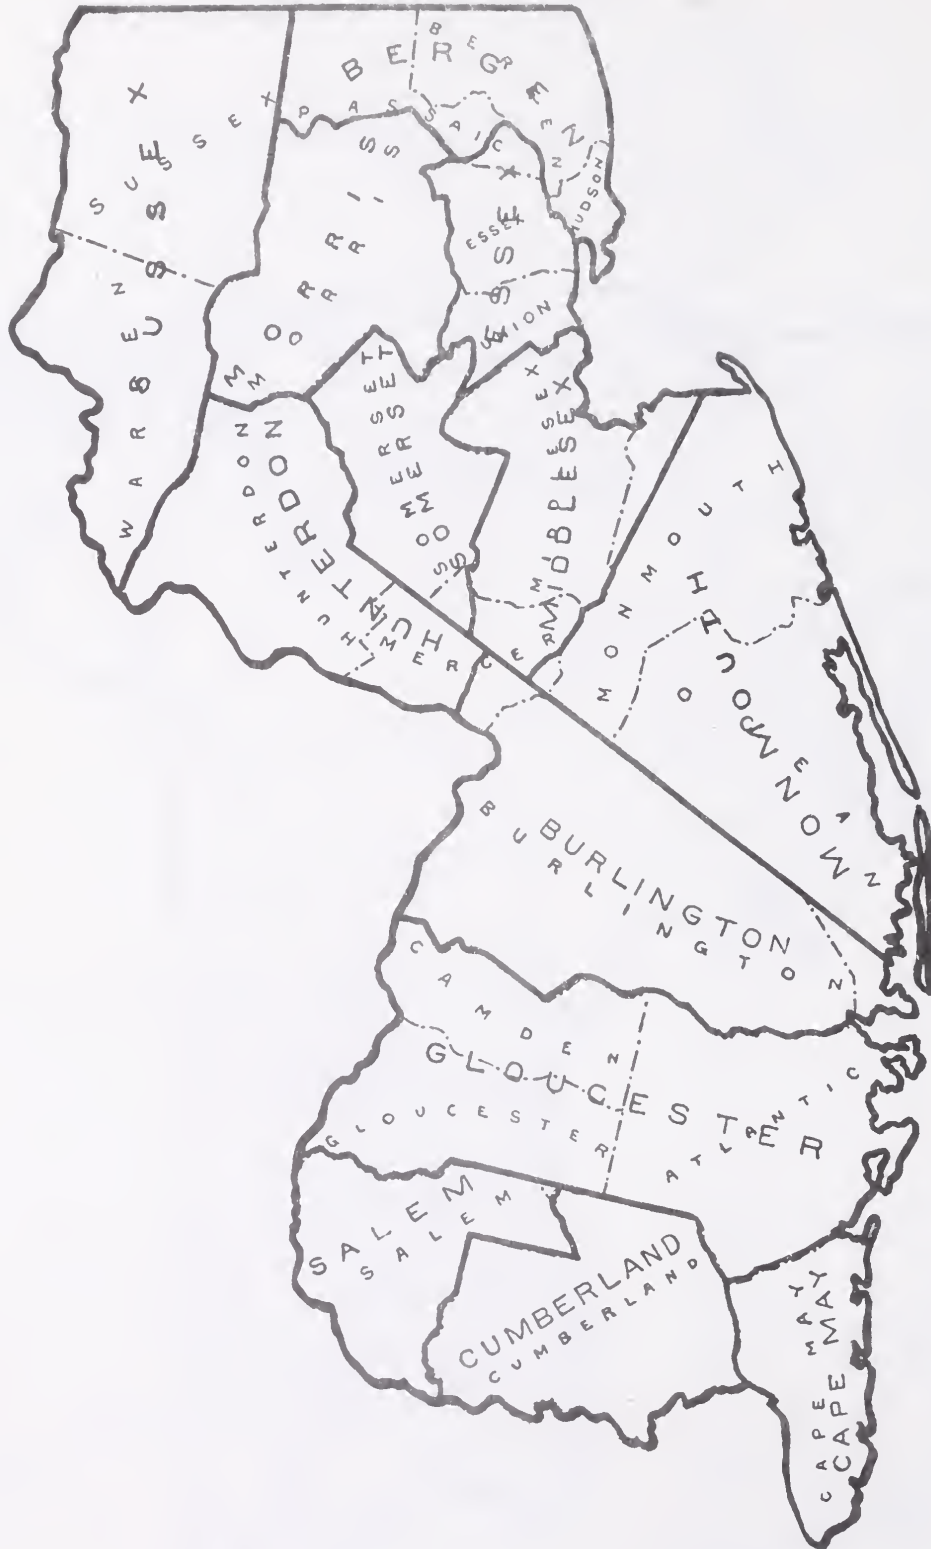 SUSSEX
SUSSEX
WARREN
BERGEN
BERGEN
PASSAIC
HUDSON
MORRIS
MORRIS
ESSEX
ESSEX
UNION
HUNTERDON
HUNTERDON
SOMERSET
SOMERSET
MIDDLESEX
MIDDLESEX
MERCER
MONMOUTH
MONMOUTH
OCEAN
BURLINGTON
BURLINGTON
CAMDEN
GLOUCESTER
GLOUCESTER
ATLANTIC
SALEM
SALEM
CUMBERLAND
CUMBERLAND
CAPE MAY
CAPE MAY